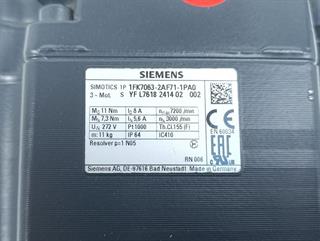 SIEMENS
SIMOTICS 1P 1FK7063-2AF71-1PA0
3 - Mot. S YF L7618 2414 02 002
M₀ 11 Nm I₀ 8 A nₘₐₓ 7200 /min
Mₙ 7,3 Nm Iₙ 5,6 A nₙ 3000 /min
Uᵢₙ 272 V Pt1000 Th.Cl.155 (F)
m: 11 kg IP 64 IC410
Resolver p=1 N05
EN 60034
RN 006
Siemens AG, DE-97616 Bad Neustadt Made in Germany